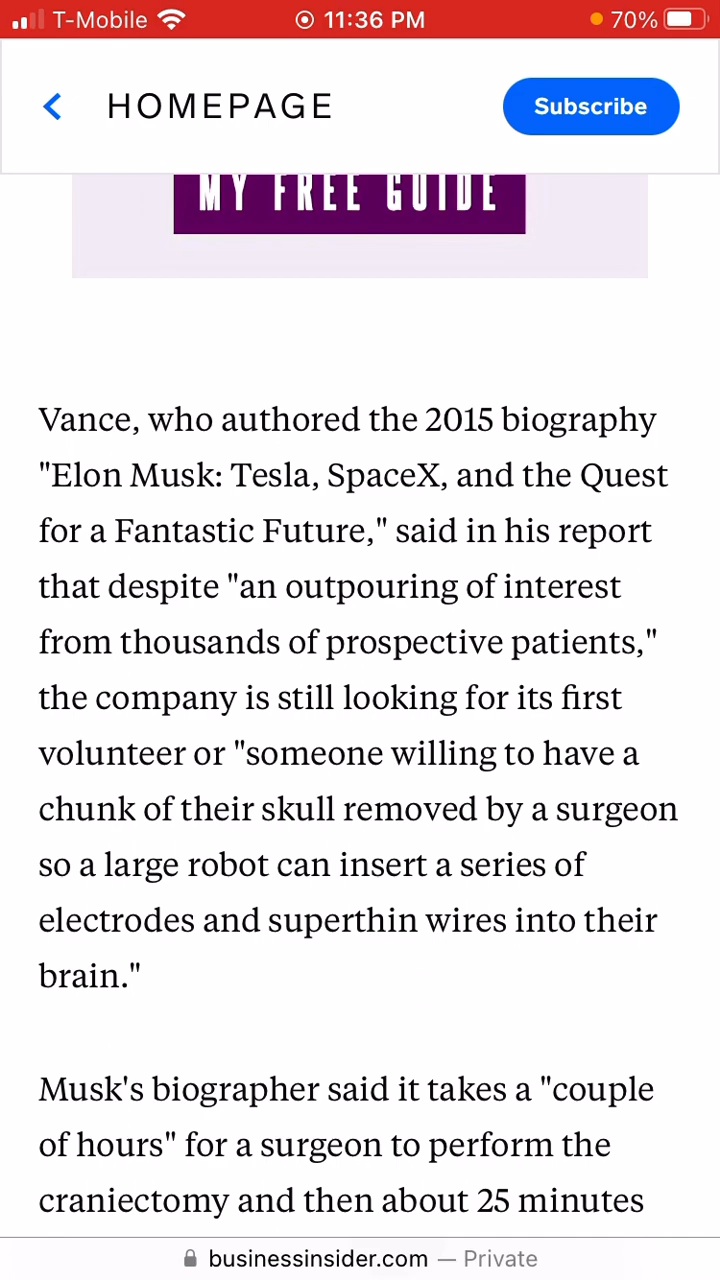 T-Mobile 11:36 PM 70%
HOMEPAGE Subscribe
MY FREE GUIDE
Vance, who authored the 2015 biography
"Elon Musk: Tesla, SpaceX, and the Quest
for a Fantastic Future," said in his report
that despite "an outpouring of interest
from thousands of prospective patients,"
the company is still looking for its first
volunteer or "someone willing to have a
chunk of their skull removed by a surgeon
so a large robot can insert a series of
electrodes and superthin wires into their
brain."
Musk's biographer said it takes a "couple
of hours" for a surgeon to perform the
craniectomy and then about 25 minutes
businessinsider.com — Private